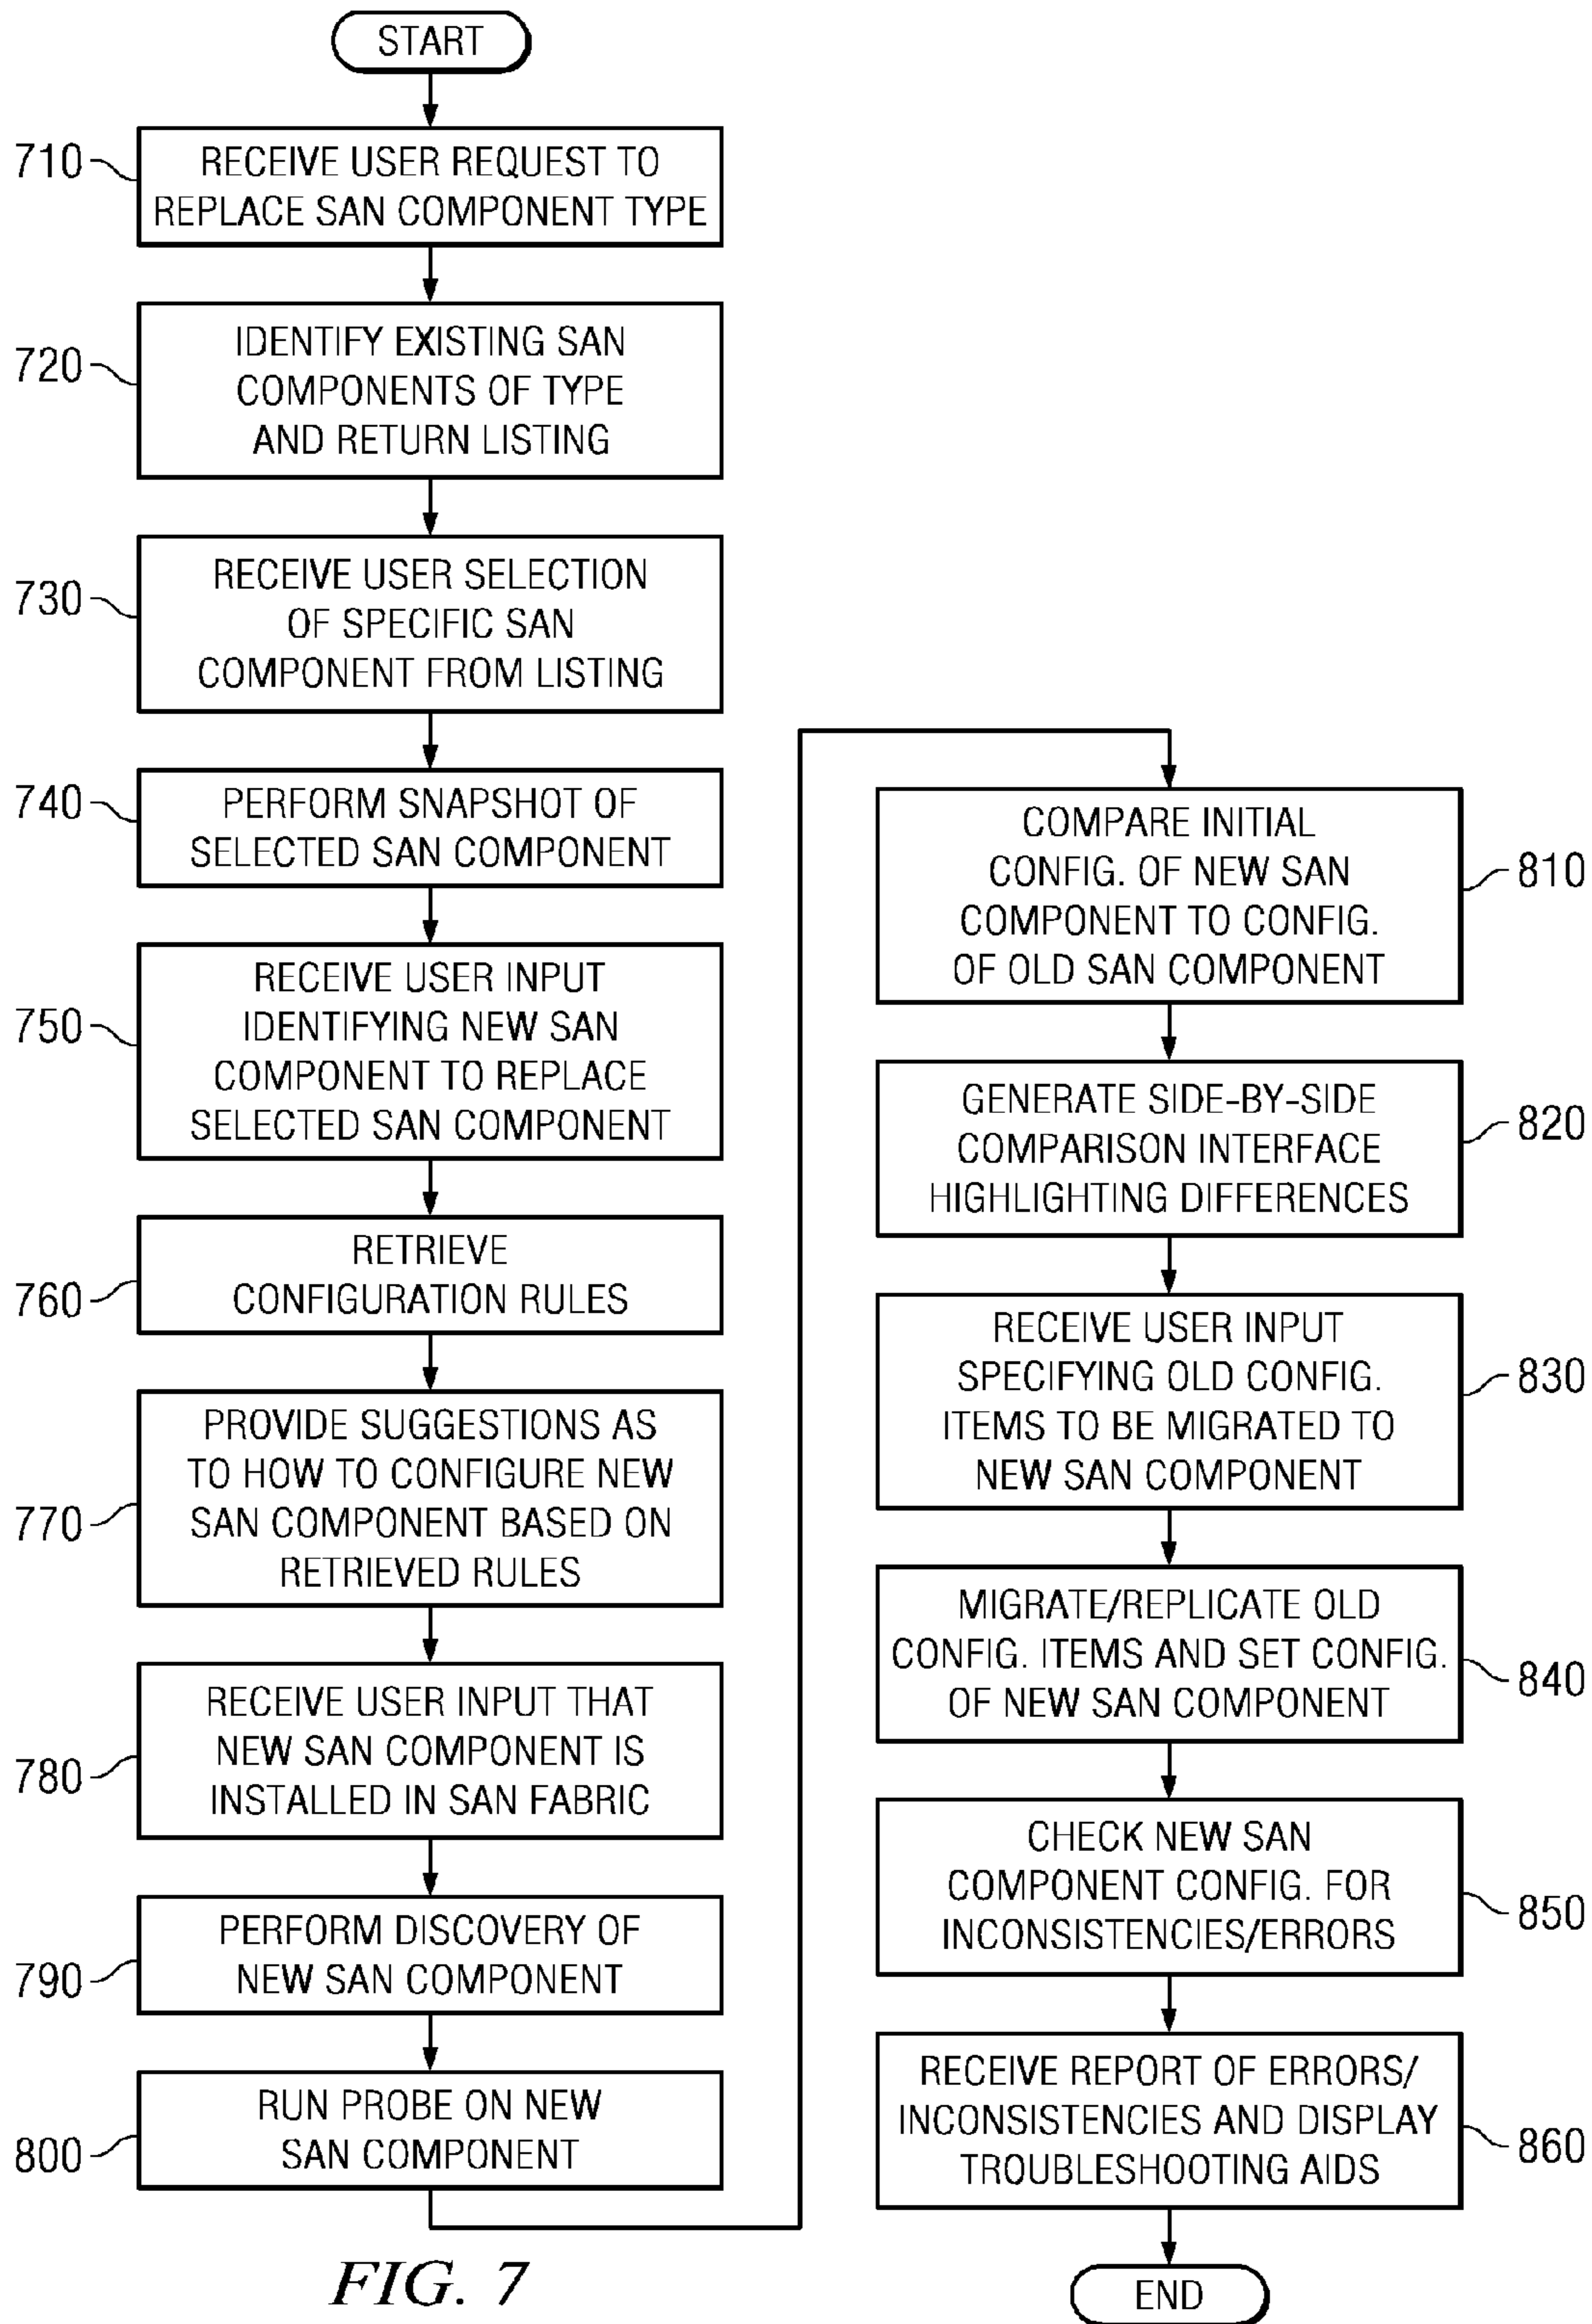 START
710
RECEIVE USER REQUEST TO
REPLACE SAN COMPONENT TYPE
720
IDENTIFY EXISTING SAN
COMPONENTS OF TYPE
AND RETURN LISTING
730
RECEIVE USER SELECTION
OF SPECIFIC SAN
COMPONENT FROM LISTING
740
PERFORM SNAPSHOT OF
SELECTED SAN COMPONENT
750
RECEIVE USER INPUT
IDENTIFYING NEW SAN
COMPONENT TO REPLACE
SELECTED SAN COMPONENT
760
RETRIEVE
CONFIGURATION RULES
770
PROVIDE SUGGESTIONS AS
TO HOW TO CONFIGURE NEW
SAN COMPONENT BASED ON
RETRIEVED RULES
780
RECEIVE USER INPUT THAT
NEW SAN COMPONENT IS
INSTALLED IN SAN FABRIC
790
PERFORM DISCOVERY OF
NEW SAN COMPONENT
800
RUN PROBE ON NEW
SAN COMPONENT
COMPARE INITIAL
CONFIG. OF NEW SAN
COMPONENT TO CONFIG.
OF OLD SAN COMPONENT
810
GENERATE SIDE-BY-SIDE
COMPARISON INTERFACE
HIGHLIGHTING DIFFERENCES
820
RECEIVE USER INPUT
SPECIFYING OLD CONFIG.
ITEMS TO BE MIGRATED TO
NEW SAN COMPONENT
830
MIGRATE/REPLICATE OLD
CONFIG. ITEMS AND SET CONFIG.
OF NEW SAN COMPONENT
840
CHECK NEW SAN
COMPONENT CONFIG. FOR
INCONSISTENCIES/ERRORS
850
RECEIVE REPORT OF ERRORS/
INCONSISTENCIES AND DISPLAY
TROUBLESHOOTING AIDS
860
END
FIG. 7